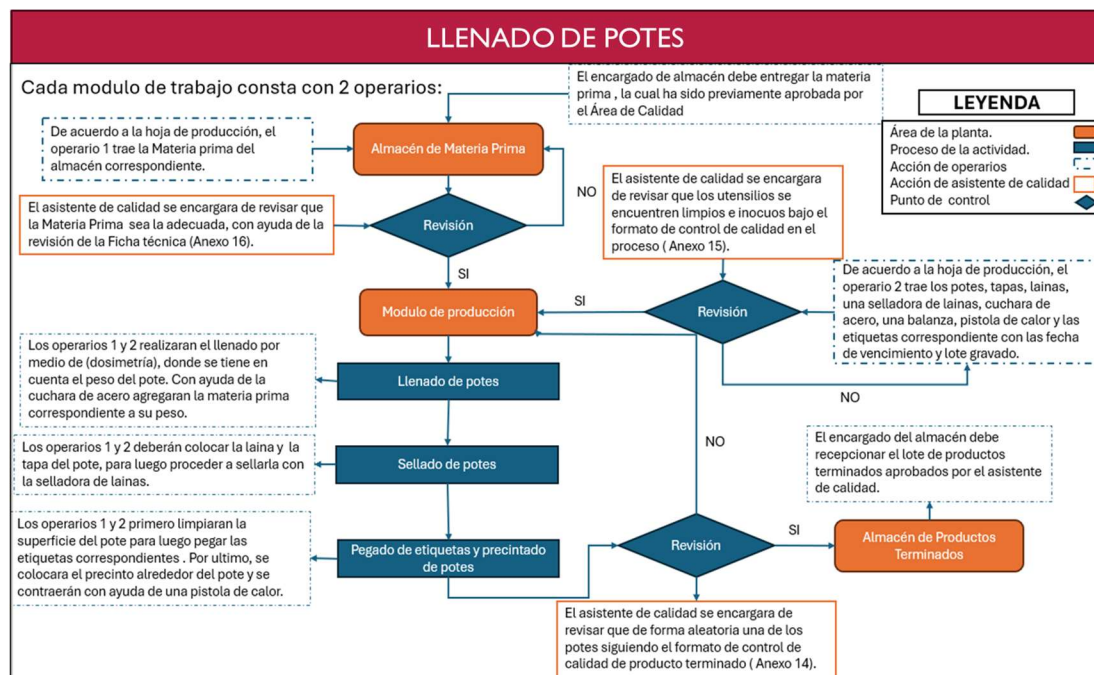 LLENADO DE POTES
Cada modulo de trabajo consta con 2 operarios:
El encargado de almacén debe entregar la materia
prima , la cual ha sido previamente aprobada por
el Área de Calidad
LEYENDA
Área de la planta.
Proceso de la actividad.
Acción de operarios
Acción de asistente de calidad
Punto de control
De acuerdo a la hoja de producción, el
operario 1 trae la Materia prima del
almacén correspondiente.
Almacén de Materia Prima
NO
El asistente de calidad se encargara de revisar que
la Materia Prima sea la adecuada, con ayuda de la
revisión de la Ficha técnica (Anexo 16).
Revisión
SI
El asistente de calidad se encargara
de revisar que los utensilios se
encuentren limpios e inocuos bajo el
formato de control de calidad en el
proceso ( Anexo 15).
De acuerdo a la hoja de producción, el
operario 2 trae los potes, tapas, lainas,
una selladora de lainas, cuchara de
acero, una balanza, pistola de calor y las
etiquetas correspondiente con las fecha
de vencimiento y lote gravado.
Revisión
SI
NO
Modulo de producción
Los operarios 1 y 2 realizaran el llenado por
medio de (dosimetría), donde se tiene en
cuenta el peso del pote. Con ayuda de la
cuchara de acero agregaran la materia prima
correspondiente a su peso.
Llenado de potes
Los operarios 1 y 2 deberán colocar la laina y la
tapa del pote, para luego proceder a sellarla con
la selladora de lainas.
Sellado de potes
NO
El encargado del almacén debe
recepcionar el lote de productos
terminados aprobados por el asistente
de calidad.
Los operarios 1 y 2 primero limpiaran la
superficie del pote para luego pegar las
etiquetas correspondientes . Por ultimo, se
colocara el precinto alrededor del pote y se
contraerán con ayuda de una pistola de calor.
Pegado de etiquetas y precintado
de potes
Revisión
SI
Almacén de Productos
Terminados
El asistente de calidad se encargara de
revisar que de forma aleatoria una de los
potes siguiendo el formato de control de
calidad de producto terminado ( Anexo 14).